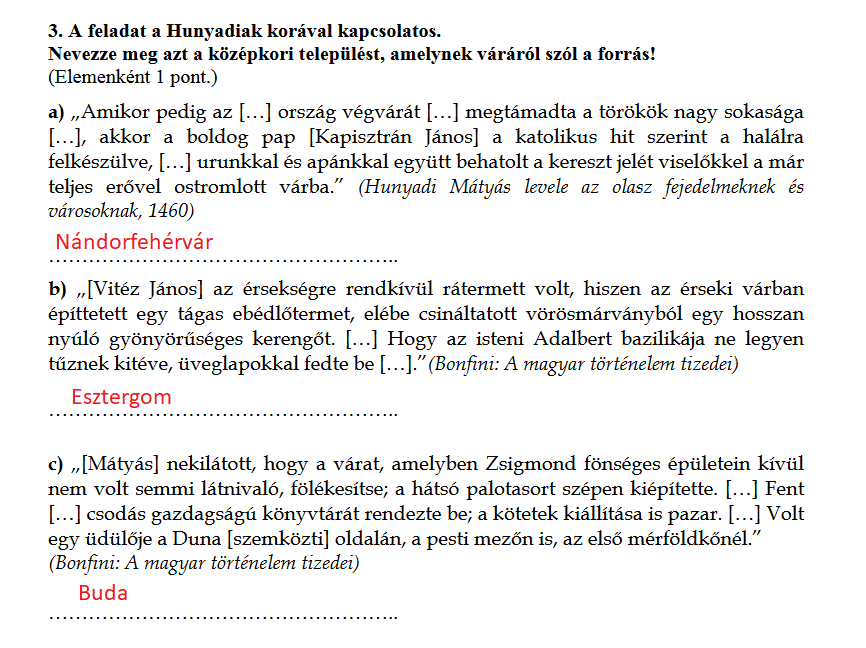 3. A feladat a Hunyadiak korával kapcsolatos.
Nevezze meg azt a középkori települést, amelynek váráról szól a forrás!
(Elemenként 1 pont.)
a) „Amikor pedig az […] ország végvárát […] megtámadta a törökök nagy sokasága
[…], akkor a boldog pap [Kapisztrán János] a katolikus hit szerint a halálra
felkészülve, […] urunkkal és apánkkal együtt behatolt a kereszt jelét viselőkkel a már
teljes erővel ostromlott várba.” (Hunyadi Mátyás levele az olasz fejedelmeknek és
városoknak, 1460)
Nándorfehérvár
……………………………………………..
b) „[Vitéz János] az érsekségre rendkívül rátermett volt, hiszen az érseki várban
építtetett egy tágas ebédlőtermet, elébe csináltatott vörösmárványból egy hosszan
nyúló gyönyörűséges kerengőt. […] Hogy az isteni Adalbert bazilikája ne legyen
tűznek kitéve, üveglapokkal fedte be […].” (Bonfini: A magyar történelem tizedei)
Esztergom
……………………………………………..
c) „[Mátyás] nekilátott, hogy a várat, amelyben Zsigmond fönséges épületein kívül
nem volt semmi látnivaló, fölékesítse; a hátsó palotasort szépen kiépítette. […] Fent
[…] csodás gazdagságú könyvtárát rendezte be; a kötetek kiállítása is pazar. […] Volt
egy üdülője a Duna [szemközti] oldalán, a pesti mezőn is, az első mérföldkőnél.”
(Bonfini: A magyar történelem tizedei)
Buda
……………………………………………..